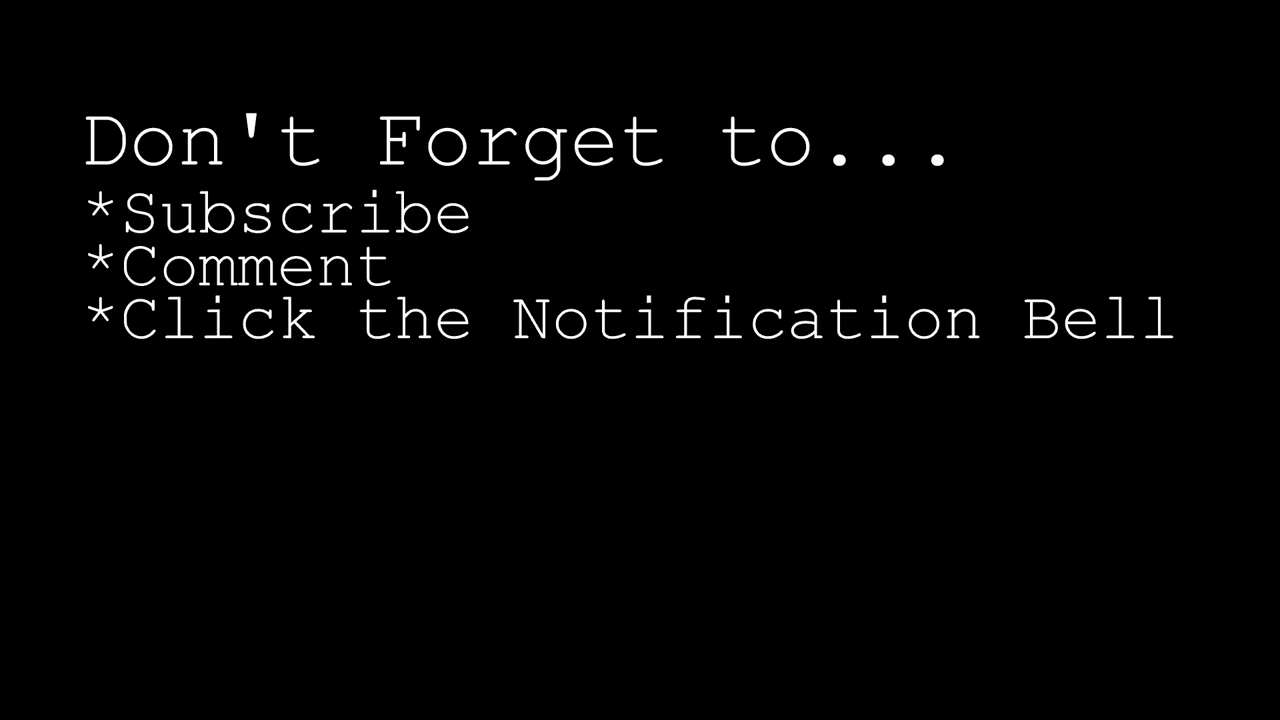 Don't Forget to...
*Subscribe
*Comment
*Click the Notification Bell